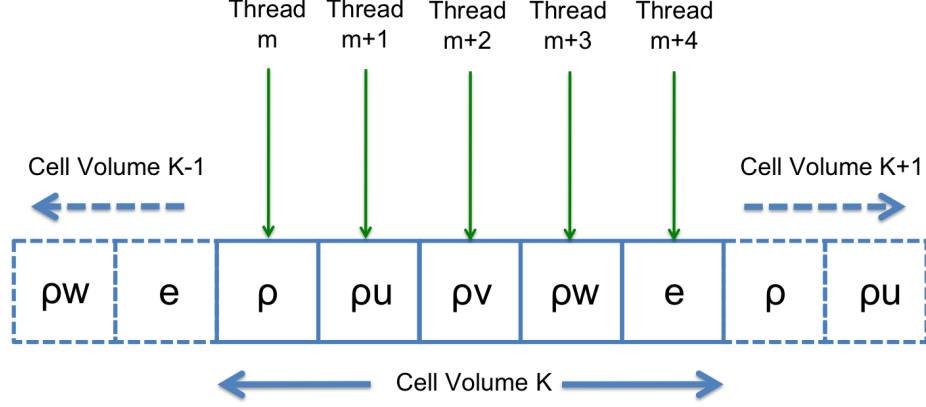 Thread m
Thread m+1
Thread m+2
Thread m+3
Thread m+4
Cell Volume K-1
Cell Volume K+1
ρw e ρ ρu ρv ρw e ρ ρu
Cell Volume K